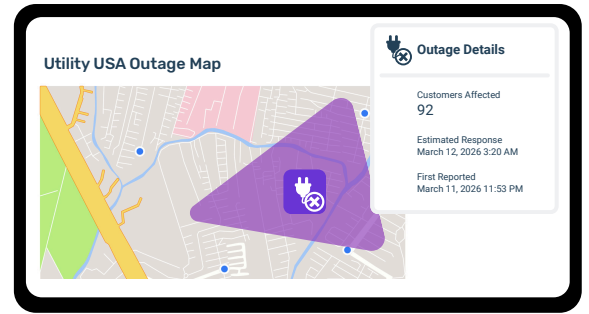 Utility USA Outage Map
Outage Details
Customers Affected
92
Estimated Response
March 12, 2026 3:20 AM
First Reported
March 11, 2026 11:53 PM